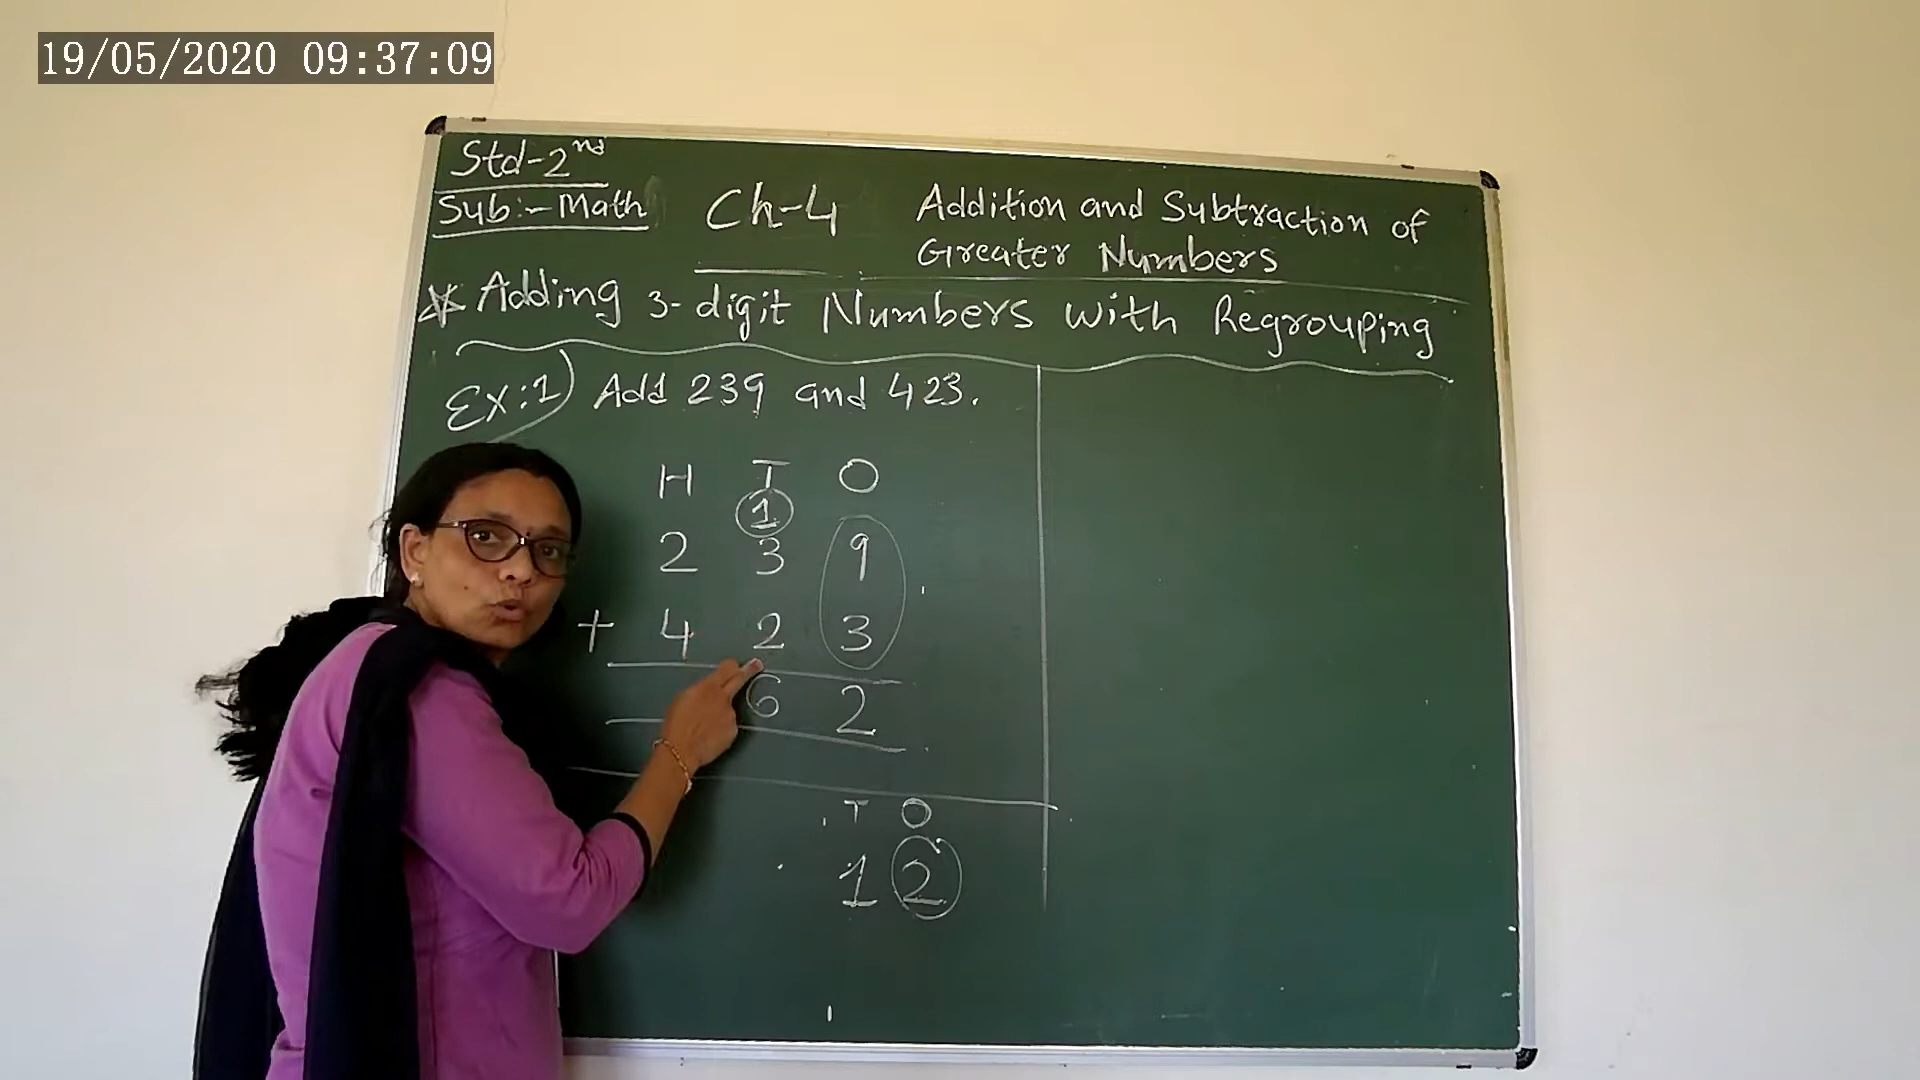 19/05/2020 09:37:09
Std-2nd
Sub:- Math
Ch-4
Addition and Subtraction of
Greater Numbers
* Adding 3-digit Numbers with Regrouping
Ex:1) Add 239 and 423.
H T O
1
2 3 9
+ 4 2 3
6 2
T O
1 2